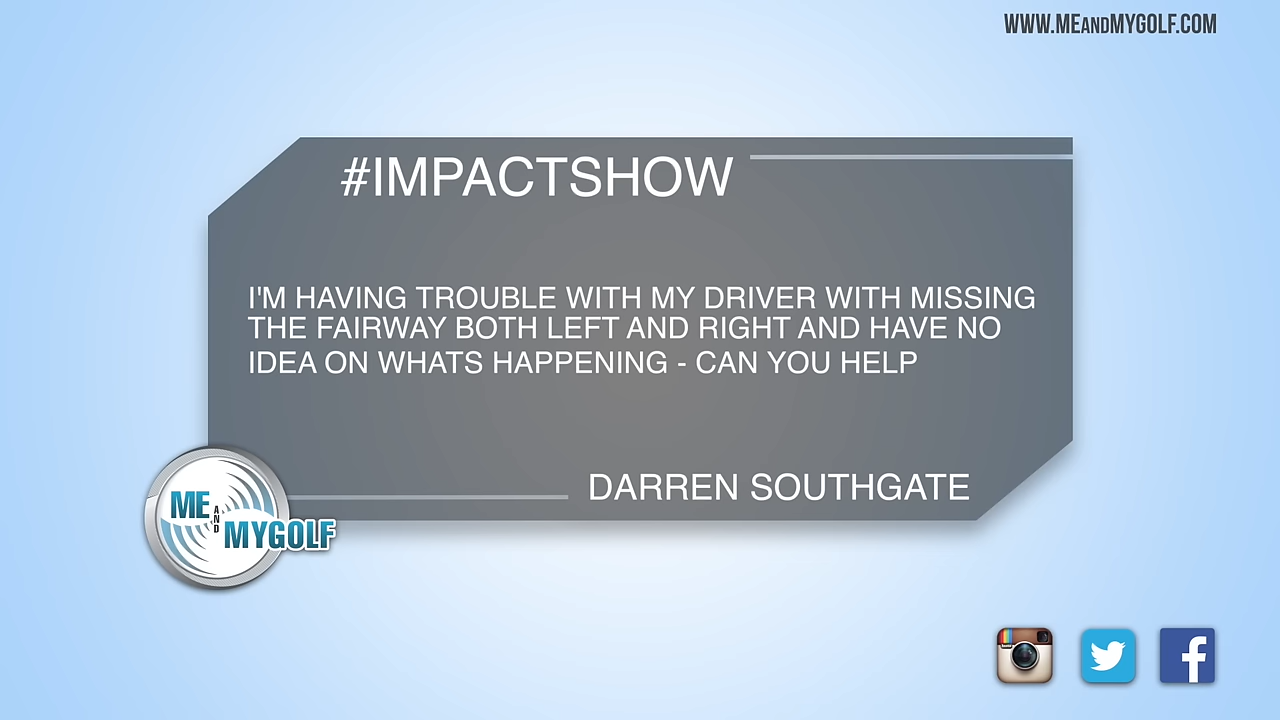 WWW.MEANDMYGOLF.COM
#IMPACTSHOW
I'M HAVING TROUBLE WITH MY DRIVER WITH MISSING
THE FAIRWAY BOTH LEFT AND RIGHT AND HAVE NO
IDEA ON WHATS HAPPENING - CAN YOU HELP
DARREN SOUTHGATE
ME AND MYGOLF